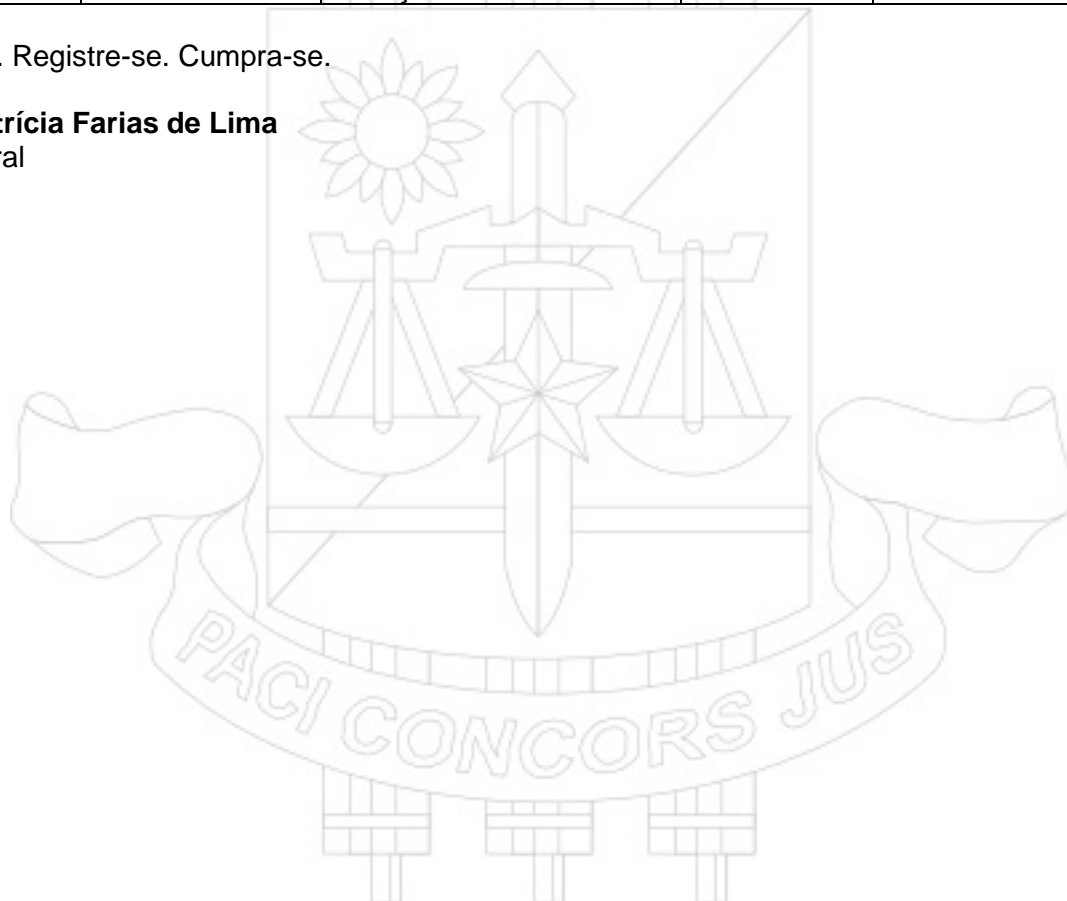 . Registre-se. Cumpra-se.
trícia Farias de Lima
ral
PACI CONCORS JUS